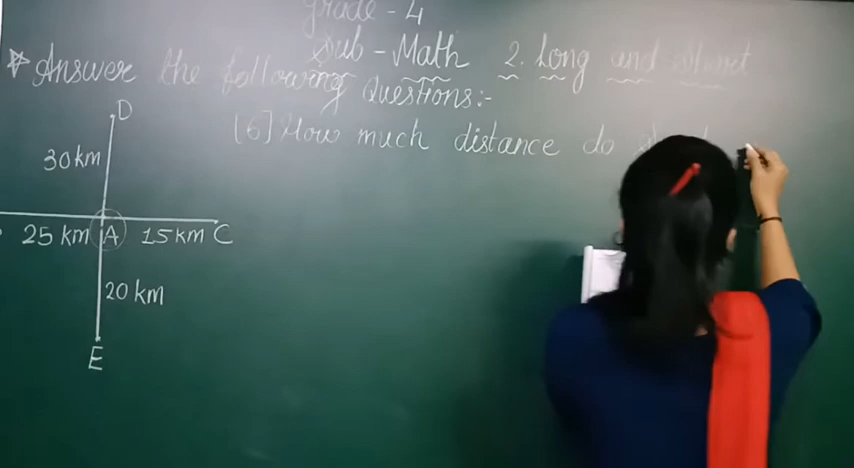 Grade - 4
Sub - Math 2. Long and Short
Answer the following Questions:-
[6] How much distance do
D
30 km
25 km A 15 km C
20 km
E